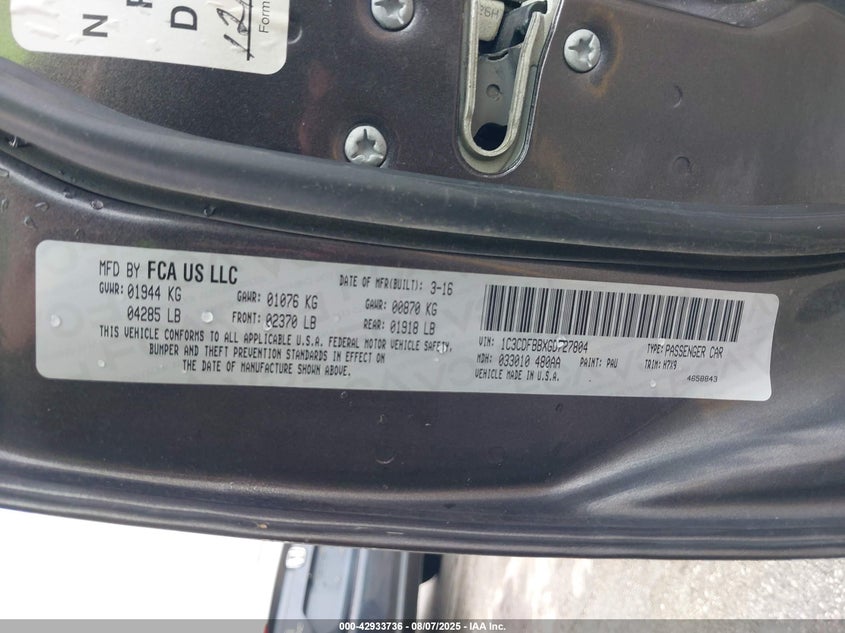 N
D
121
Form
MFD BY FCA US LLC
DATE OF MFR(BUILT): 3-16
GVWR: 01944 KG GAWR: 01076 KG GAWR: 00870 KG
04285 LB FRONT: 02370 LB REAR: 01918 LB
THIS VEHICLE CONFORMS TO ALL APPLICABLE U.S.A. FEDERAL MOTOR VEHICLE SAFETY,
BUMPER AND THEFT PREVENTION STANDARDS IN EFFECT ON
THE DATE OF MANUFACTURE SHOWN ABOVE.
VIN: 1C3CDFBBXGD727804 TYPE: PASSENGER CAR
MDH: 033010 480AA PAINT: PAU TRIM: H7X9
VEHICLE MADE IN U.S.A.
4658843
000-42933736 - 08/07/2025 - IAA Inc.